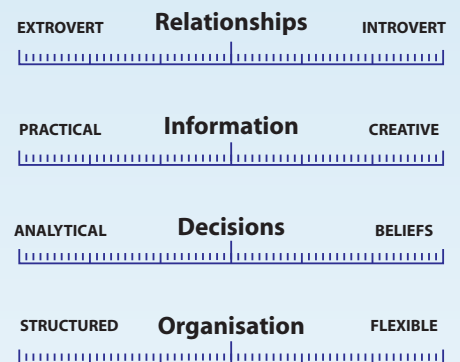 EXTROVERT Relationships INTROVERT
PRACTICAL Information CREATIVE
ANALYTICAL Decisions BELIEFS
STRUCTURED Organisation FLEXIBLE